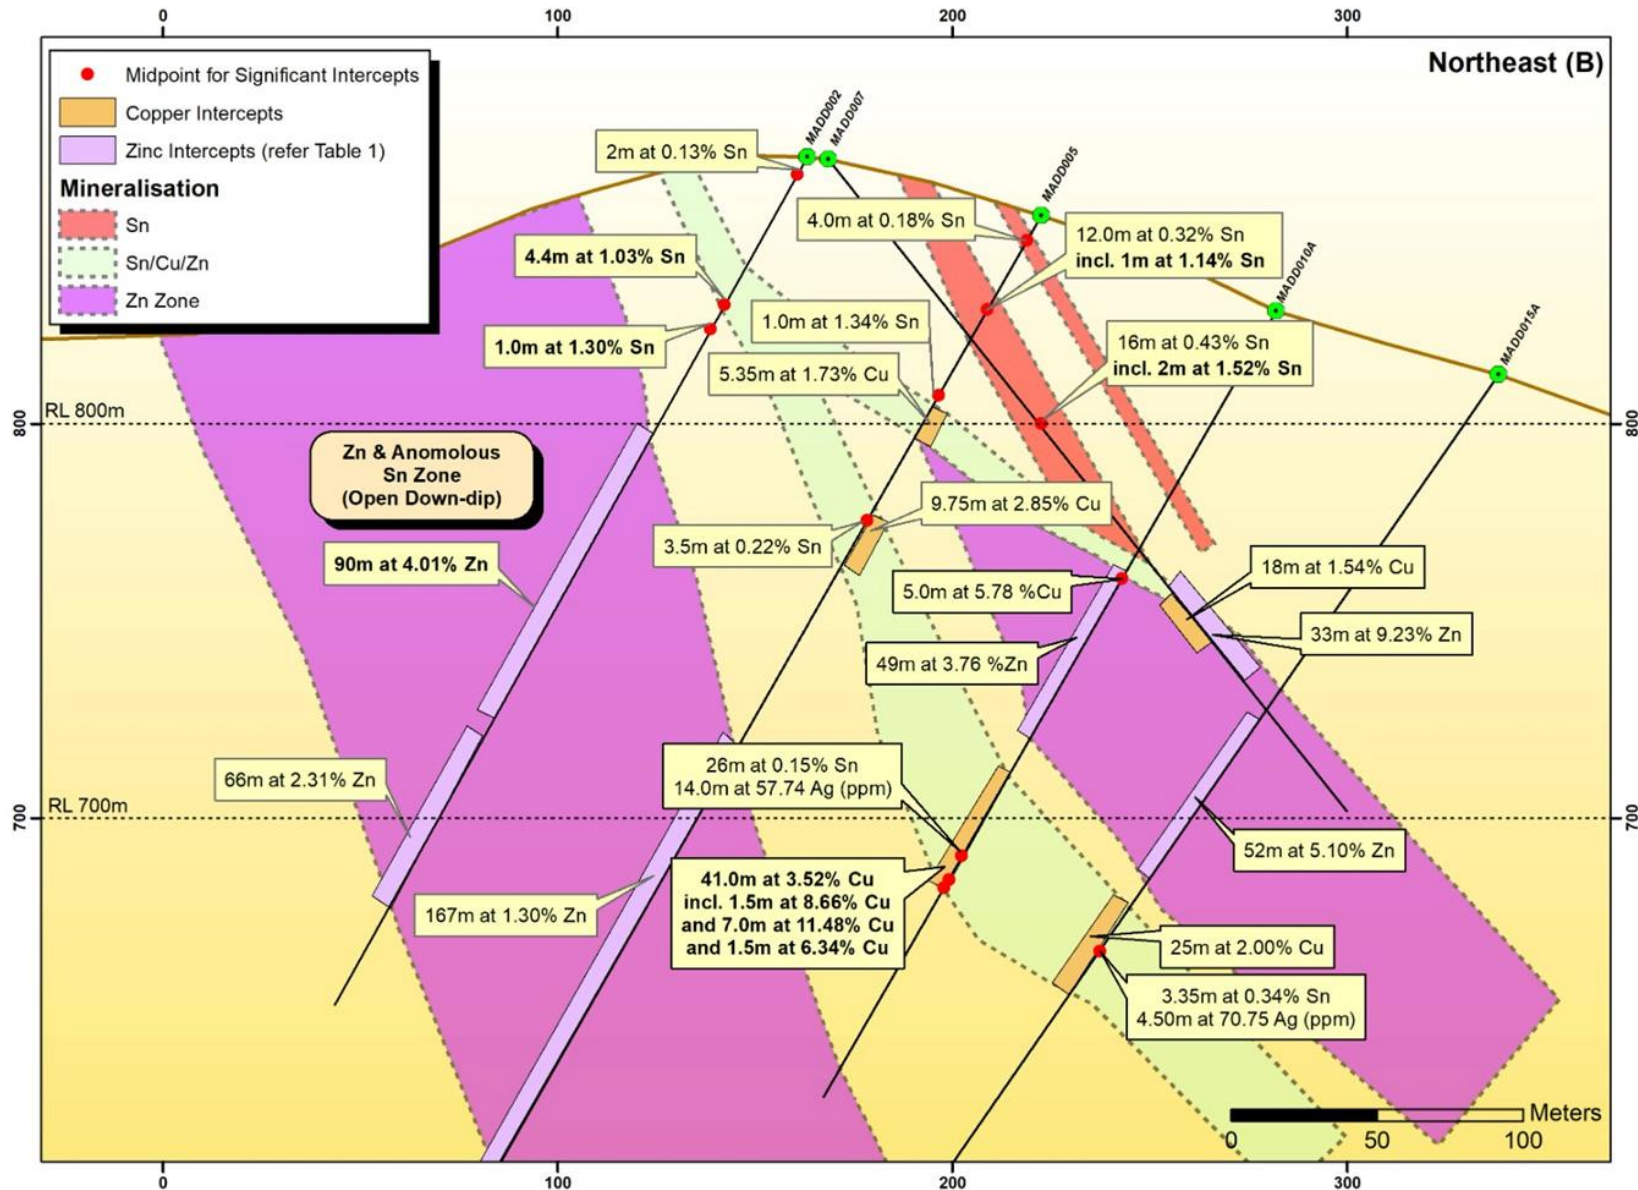 0
100
200
300
Northeast (B)
Midpoint for Significant Intercepts
Copper Intercepts
Zinc Intercepts (refer Table 1)
Mineralisation
Sn
Sn/Cu/Zn
Zn Zone
MADD002
MADD007
MADD005
MADD010A
MADD015A
2m at 0.13% Sn
4.0m at 0.18% Sn
12.0m at 0.32% Sn
incl. 1m at 1.14% Sn
4.4m at 1.03% Sn
1.0m at 1.34% Sn
1.0m at 1.30% Sn
16m at 0.43% Sn
incl. 2m at 1.52% Sn
5.35m at 1.73% Cu
RL 800m
800
800
Zn & Anomolous
Sn Zone
(Open Down-dip)
9.75m at 2.85% Cu
3.5m at 0.22% Sn
90m at 4.01% Zn
18m at 1.54% Cu
5.0m at 5.78 %Cu
33m at 9.23% Zn
49m at 3.76 %Zn
66m at 2.31% Zn
26m at 0.15% Sn
14.0m at 57.74 Ag (ppm)
RL 700m
700
700
52m at 5.10% Zn
41.0m at 3.52% Cu
incl. 1.5m at 8.66% Cu
and 7.0m at 11.48% Cu
and 1.5m at 6.34% Cu
167m at 1.30% Zn
25m at 2.00% Cu
3.35m at 0.34% Sn
4.50m at 70.75 Ag (ppm)
Meters
0
50
100
0
100
200
300